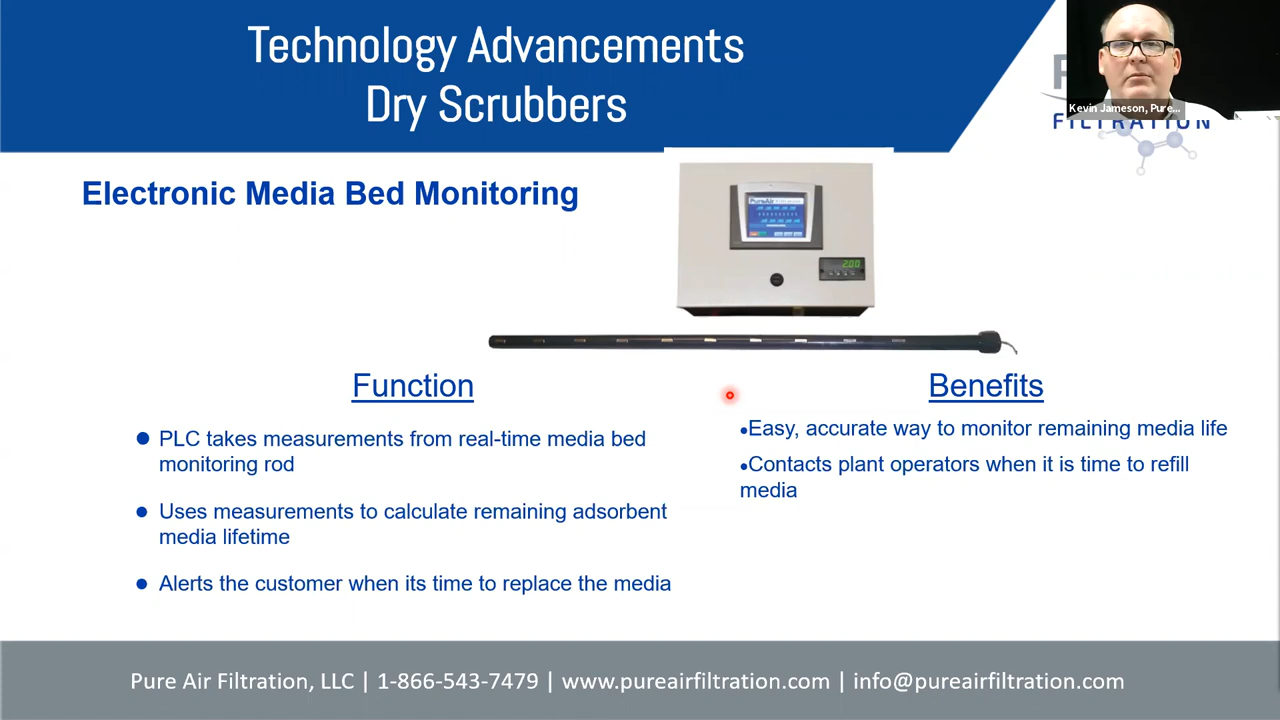 Technology Advancements
Dry Scrubbers
Kevin Jameson, Pure...
FILTRATION
Electronic Media Bed Monitoring
PureAir
200
Function
PLC takes measurements from real-time media bed
monitoring rod
Uses measurements to calculate remaining adsorbent
media lifetime
Alerts the customer when its time to replace the media
Benefits
•Easy, accurate way to monitor remaining media life
•Contacts plant operators when it is time to refill
media
Pure Air Filtration, LLC | 1-866-543-7479 | www.pureairfiltration.com | info@pureairfiltration.com